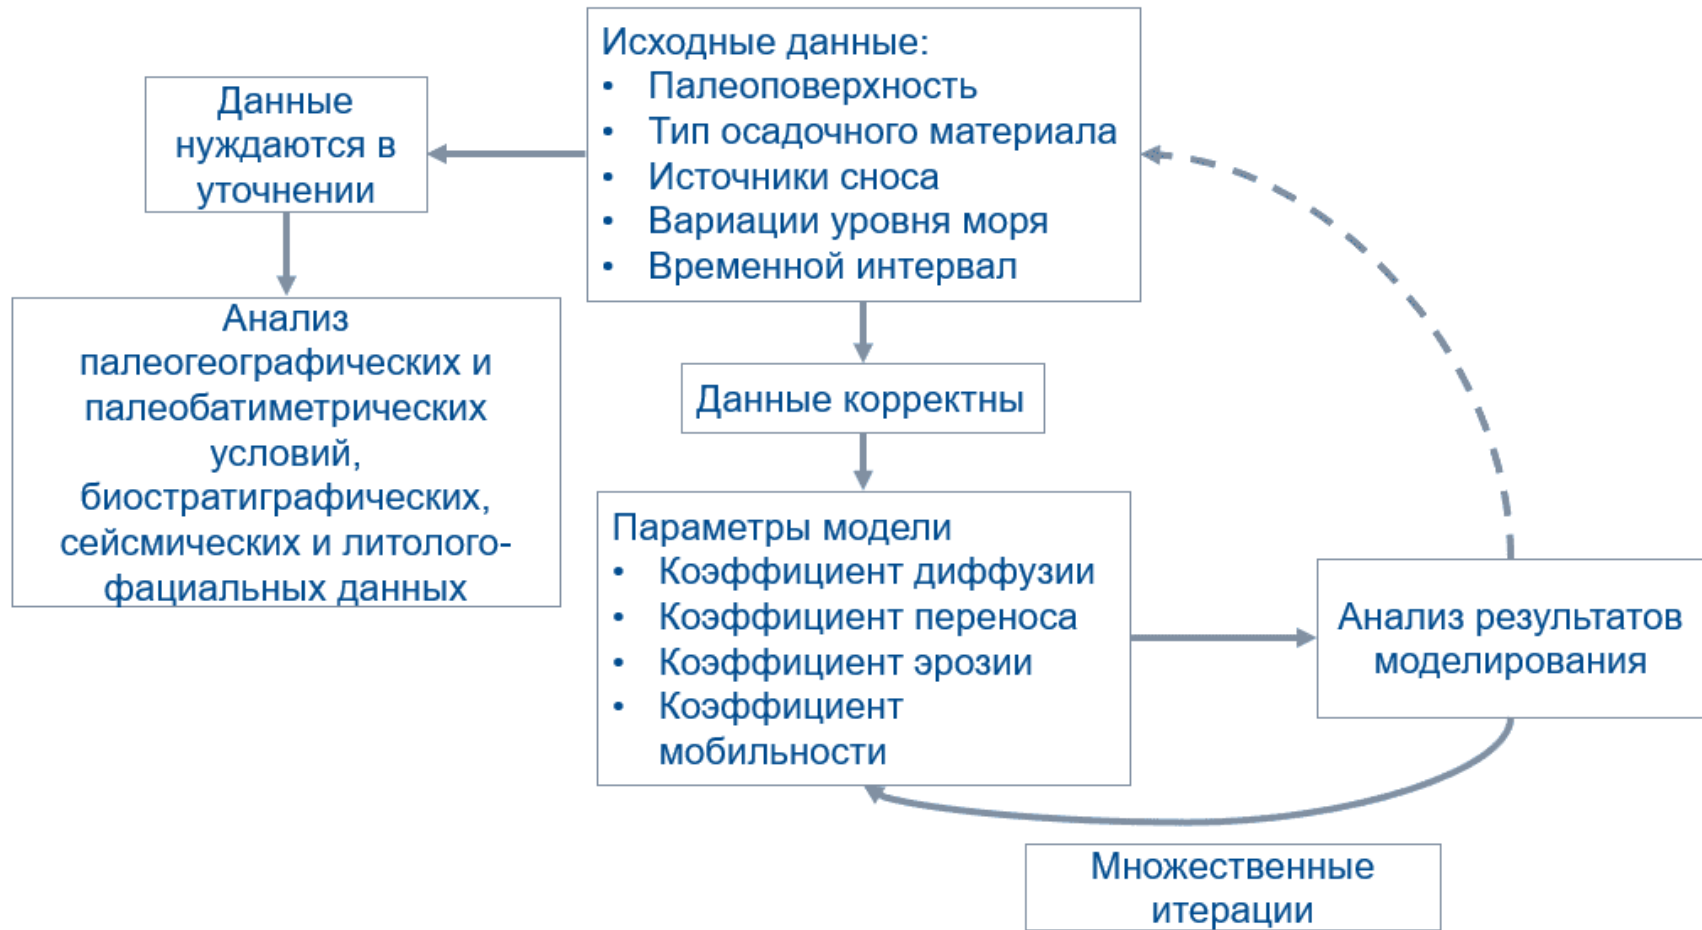 Исходные данные:
• Палеоповерхность
• Тип осадочного материала
• Источники сноса
• Вариации уровня моря
• Временной интервал
Данные
нуждаются в
уточнении
Анализ
палеогеографических и
палеобатиметрических
условий,
биостратиграфических,
сейсмических и литолого-
фациальных данных
Данные корректны
Параметры модели
• Коэффициент диффузии
• Коэффициент переноса
• Коэффициент эрозии
• Коэффициент
мобильности
Анализ результатов
моделирования
Множественные
итерации